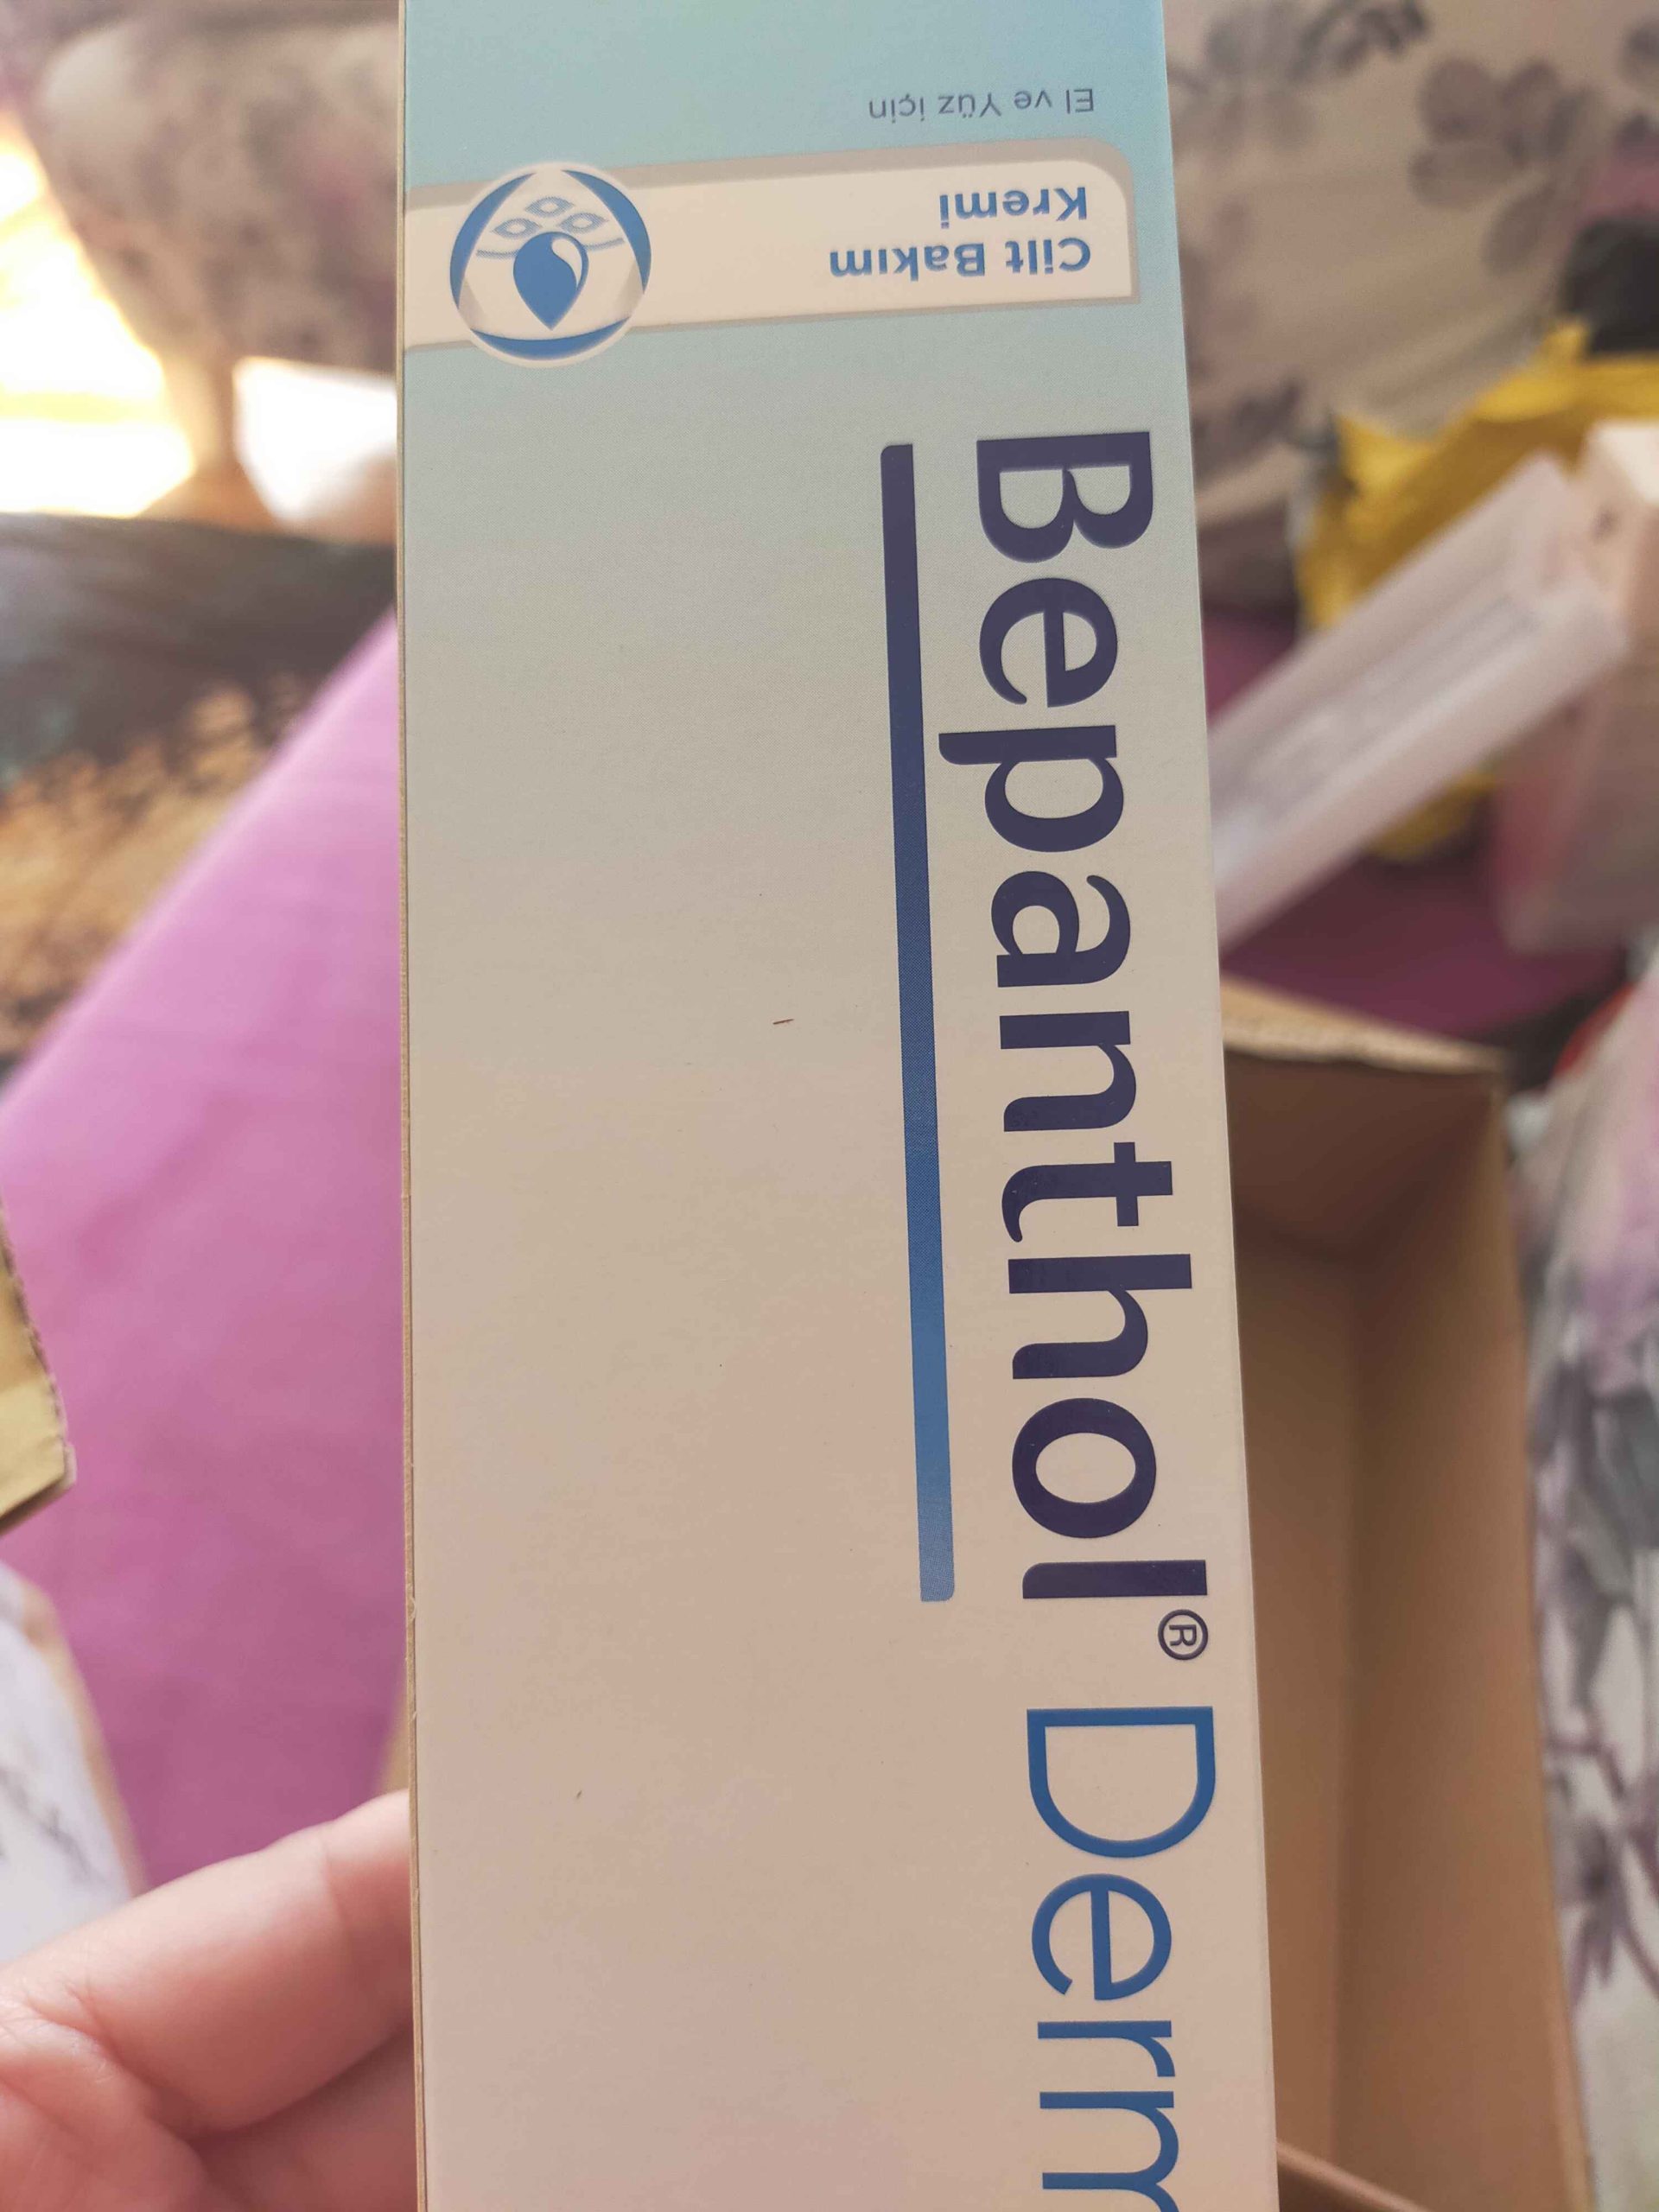 Bepanthol® Derm
Cilt Bakım
Kremi
El ve Yüz için